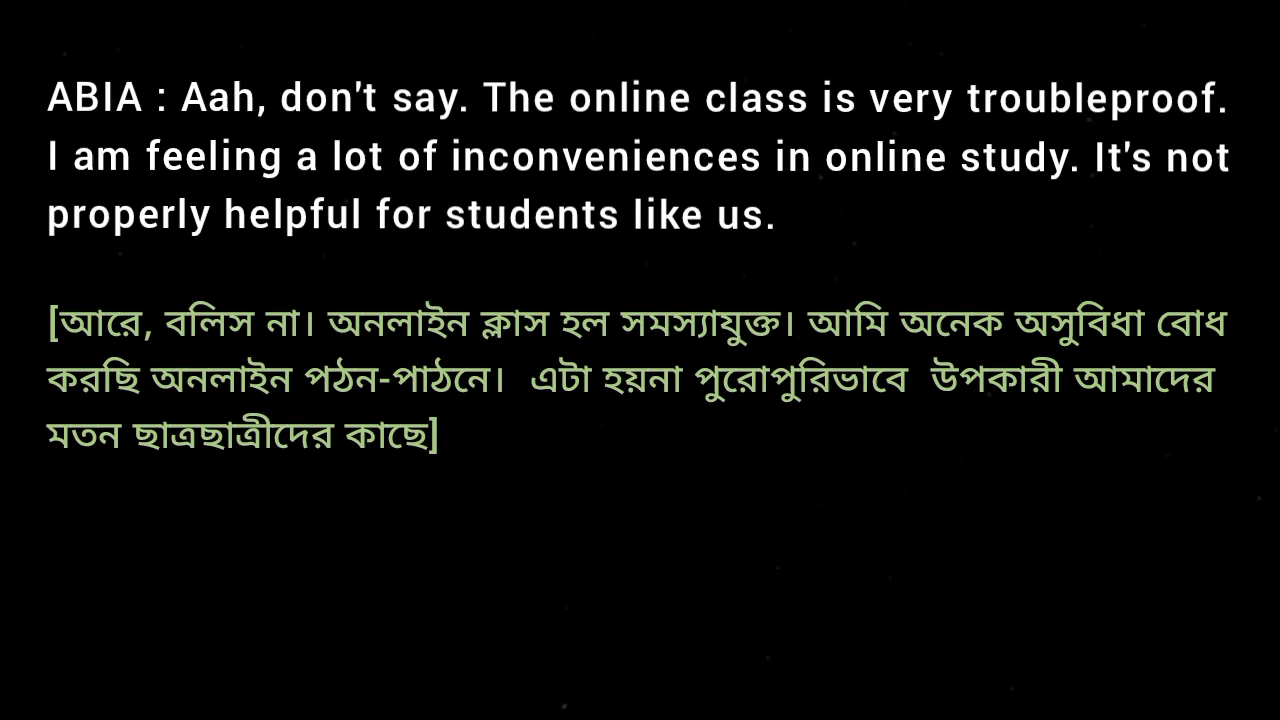 ABIA : Aah, don't say. The online class is very troubleproof.
I am feeling a lot of inconveniences in online study. It's not
properly helpful for students like us.
[আরে, বলিস না। অনলাইন ক্লাস হল সমস্যাযুক্ত। আমি অনেক অসুবিধা বোধ
করছি অনলাইন পঠন-পাঠনে। এটা হয়না পুরোপুরিভাবে উপকারী আমাদের
মতন ছাত্রছাত্রীদের কাছে]